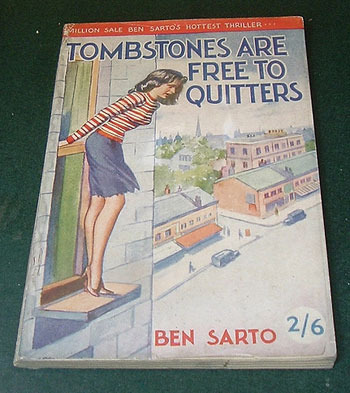 MILLION SALE BEN SARTO'S HOTTEST THRILLER...
TOMBSTONES ARE
FREE TO
QUITTERS
BEN SARTO
2/6